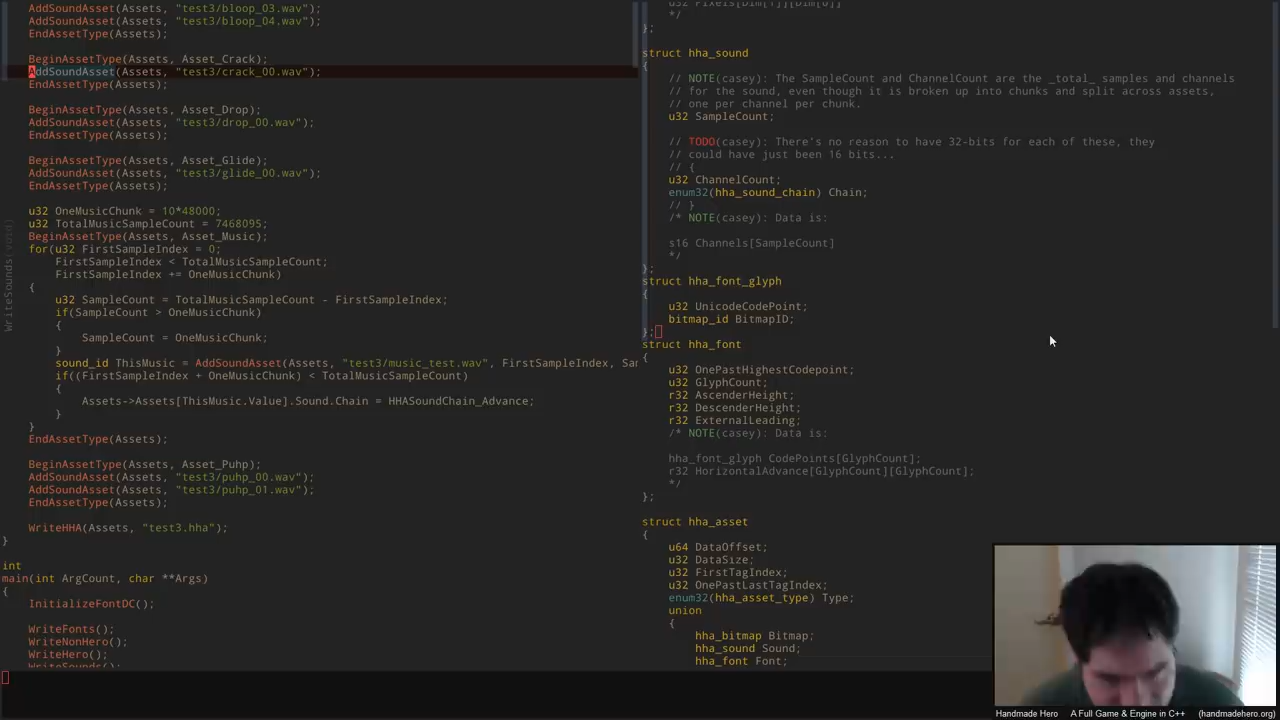 AddSoundAsset(Assets, "test3/bloop_03.wav");
AddSoundAsset(Assets, "test3/bloop_04.wav");
EndAssetType(Assets);
BeginAssetType(Assets, Asset_Crack);
AddSoundAsset(Assets, "test3/crack_00.wav");
EndAssetType(Assets);
BeginAssetType(Assets, Asset_Drop);
AddSoundAsset(Assets, "test3/drop_00.wav");
EndAssetType(Assets);
BeginAssetType(Assets, Asset_Glide);
AddSoundAsset(Assets, "test3/glide_00.wav");
EndAssetType(Assets);
u32 OneMusicChunk = 10*48000;
u32 TotalMusicSampleCount = 7468095;
BeginAssetType(Assets, Asset_Music);
for(u32 FirstSampleIndex = 0;
FirstSampleIndex < TotalMusicSampleCount;
FirstSampleIndex += OneMusicChunk)
{
u32 SampleCount = TotalMusicSampleCount - FirstSampleIndex;
if(SampleCount > OneMusicChunk)
{
SampleCount = OneMusicChunk;
}
sound_id ThisMusic = AddSoundAsset(Assets, "test3/music_test.wav", FirstSampleIndex, Sam
if((FirstSampleIndex + OneMusicChunk) < TotalMusicSampleCount)
{
Assets->Assets[ThisMusic.Value].Sound.Chain = HHASoundChain_Advance;
}
}
EndAssetType(Assets);
BeginAssetType(Assets, Asset_Puhp);
AddSoundAsset(Assets, "test3/puhp_00.wav");
AddSoundAsset(Assets, "test3/puhp_01.wav");
EndAssetType(Assets);
WriteHHA(Assets, "test3.hha");
}
int
main(int ArgCount, char **Args)
{
InitializeFontDC();
WriteFonts();
WriteNonHero();
WriteHero();
WriteSounds();
WriteSounds(void)
u32 Pixels[Dim[1]][Dim[0]]
*/
};
struct hha_sound
{
// NOTE(casey): The SampleCount and ChannelCount are the _total_ samples and channels
// for the sound, even though it is broken up into chunks and split across assets,
// one per channel per chunk.
u32 SampleCount;
// TODO(casey): There's no reason to have 32-bits for each of these, they
// could have just been 16 bits...
// {
u32 ChannelCount;
enum32(hha_sound_chain) Chain;
// }
/* NOTE(casey): Data is:
s16 Channels[SampleCount]
*/
};
struct hha_font_glyph
{
u32 UnicodeCodePoint;
bitmap_id BitmapID;
};
struct hha_font
{
u32 OnePastHighestCodepoint;
u32 GlyphCount;
r32 AscenderHeight;
r32 DescenderHeight;
r32 ExternalLeading;
/* NOTE(casey): Data is:
hha_font_glyph CodePoints[GlyphCount];
r32 HorizontalAdvance[GlyphCount][GlyphCount];
*/
};
struct hha_asset
{
u64 DataOffset;
u32 DataSize;
u32 FirstTagIndex;
u32 OnePastLastTagIndex;
enum32(hha_asset_type) Type;
union
{
hha_bitmap Bitmap;
hha_sound Sound;
hha_font Font;
Handmade Hero A Full Game & Engine in C++ (handmadehero.org)